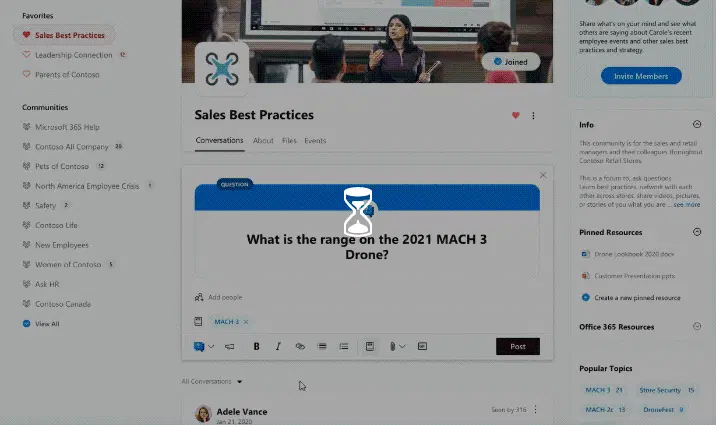 Favorites
Sales Best Practices
Leadership Connection
Parents of Contoso
Communities
Microsoft 365 Help
Contoso All Company 20
Pets of Contoso 12
North America Employee Crisis 1
Safety 2
Contoso Life
New Employees
Women of Contoso 5
Ask HR
Contoso Canada
View All
Joined
Sales Best Practices
Conversations About Files Events
QUESTION
What is the range on the 2021 MACH 3
Drone?
Add people
MACH 3 ×
B I
Post
All Conversations
Adele Vance
Seen by 316
Jan 21, 2020
Share what's on your mind and see what
others are saying about Carole's recent
employee events and other sales best
practices and strategy.
Invite Members
Info
This community is for the sales and retail
managers and their colleagues throughout
Contoso Retail Stores.
This is a forum to, ask questions
Learn best practices, network with each
other across stores, share videos, pictures,
or stories of you what you are ... see more
Pinned Resources
Drone Lookbook 2020.docx
Customer Presentation.pptx
Create a new pinned resource
Office 365 Resources
Popular Topics
MACH 3 21 Store Security 15
MACH 2c 13 DroneFest 9